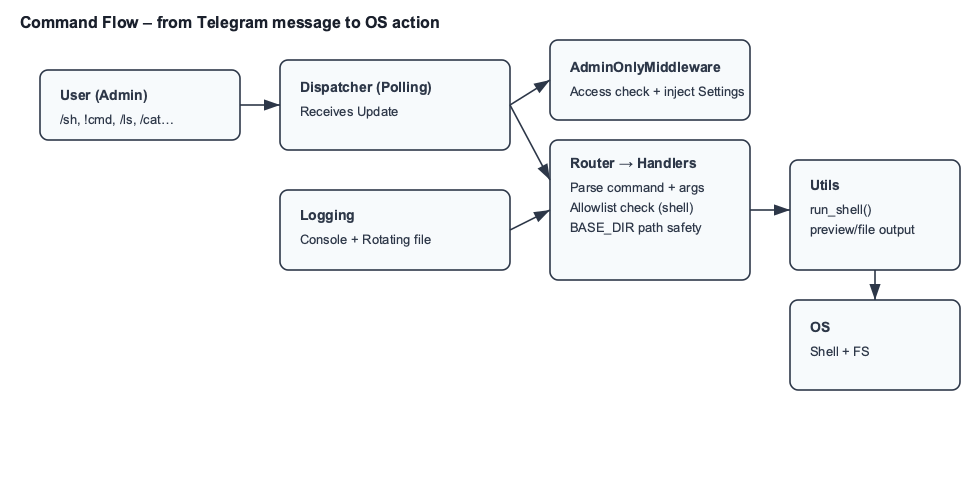 Command Flow – from Telegram message to OS action
User (Admin)
/sh, !cmd, /ls, /cat…
Dispatcher (Polling)
Receives Update
AdminOnlyMiddleware
Access check + inject Settings
Logging
Console + Rotating file
Router → Handlers
Parse command + args
Allowlist check (shell)
BASE_DIR path safety
Utils
run_shell()
preview/file output
OS
Shell + FS